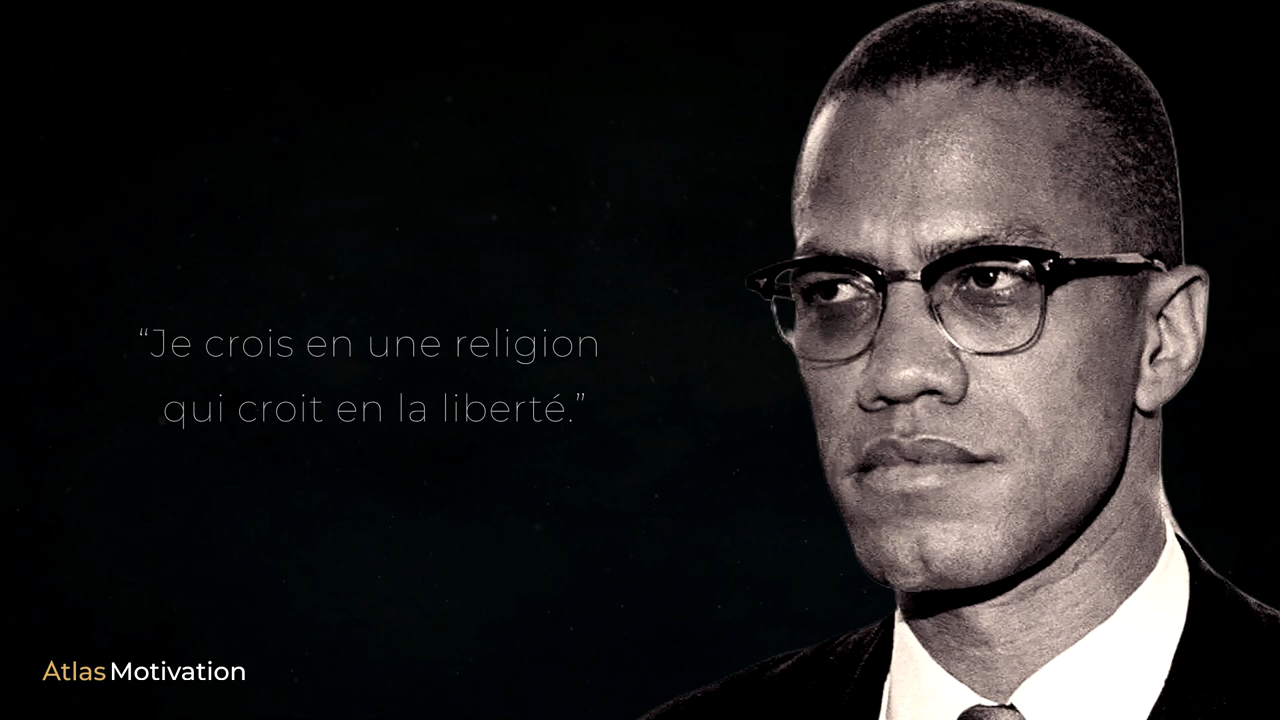 “Je crois en une religion
qui croit en la liberté.”
Atlas Motivation